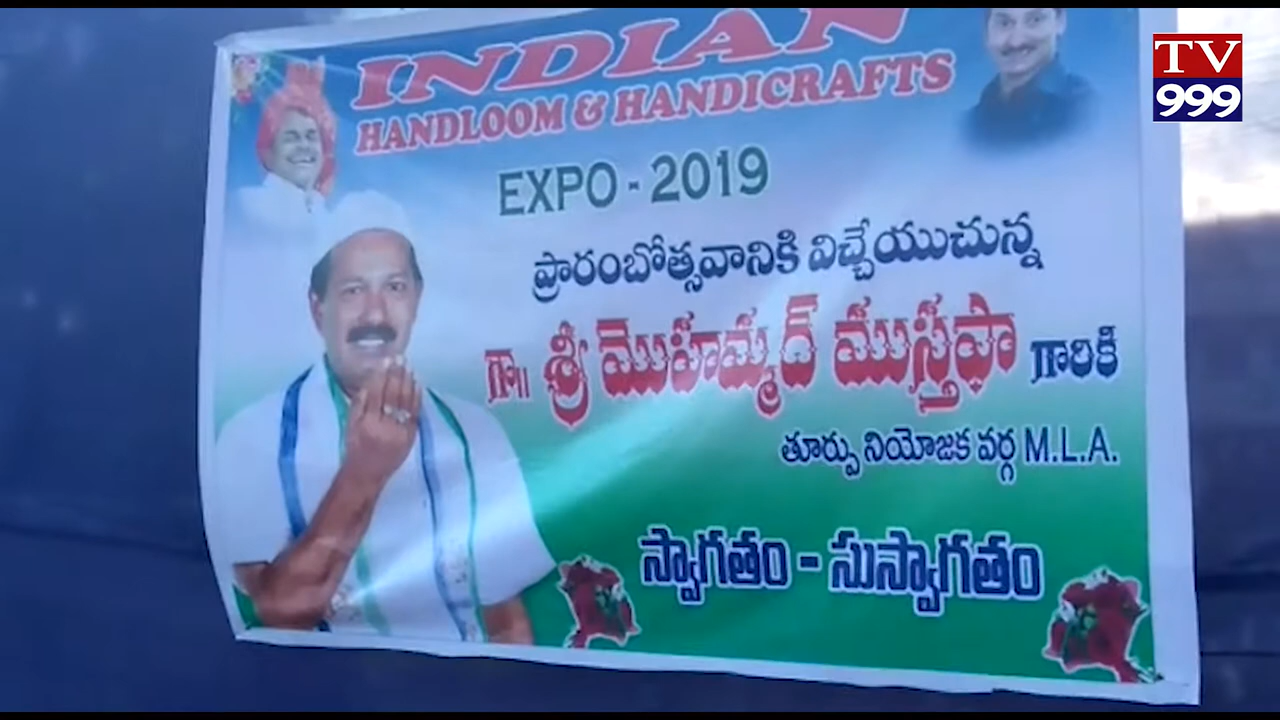 INDIAN
HANDLOOM & HANDICRAFTS
EXPO - 2019
ప్రారంబోత్సవానికి విచ్చేయుచున్న
గౌ॥ శ్రీ మొహమ్మద్ ముస్తఫా గారికి
తూర్పు నియోజక వర్గ M.L.A.
స్వాగతం - సుస్వాగతం
TV
999